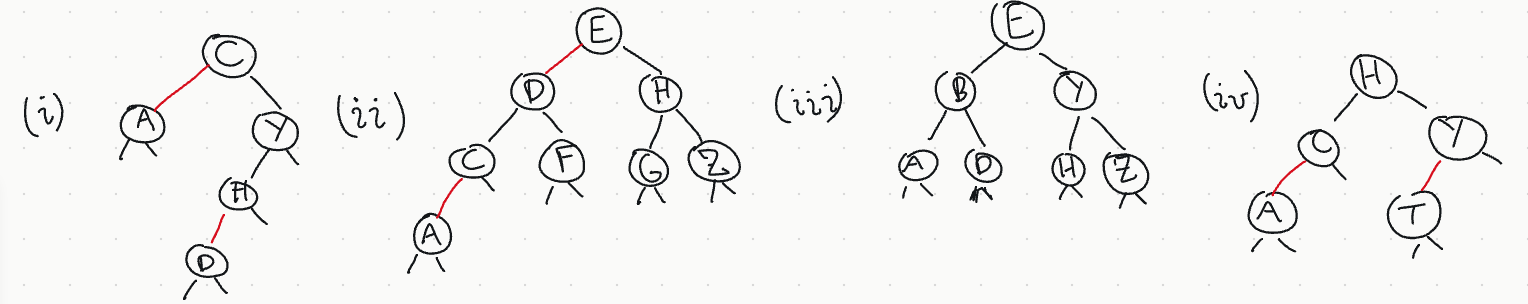 (i) C A Y H D
(ii) E D H C F G Z A
(iii) E B Y A D H Z
(iv) H C Y A T